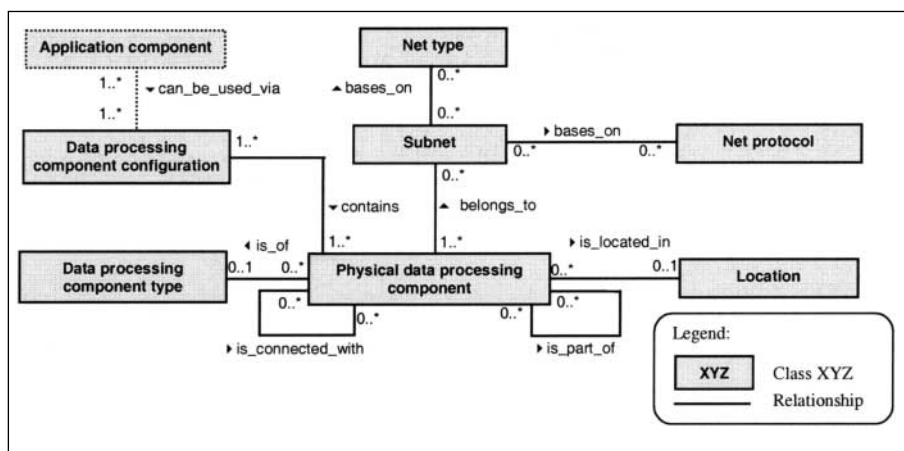 Application component
Net type
1..*
▾ can_be_used_via
0..*
▴ bases_on
1..*
0..*
▸ bases_on
Data processing
component configuration
1..*
Subnet
0..*
0..*
Net protocol
0..*
▾ contains
▴ belongs_to
◂ is_of
1..*
1..*
▸ is_located_in
Data processing
component type
0..1
0..*
Physical data processing
component
0..*
0..1
Location
0..*
0..*
0..*
0..*
▸ is_connected_with
▸ is_part_of
Legend:
XYZ
Class XYZ
Relationship